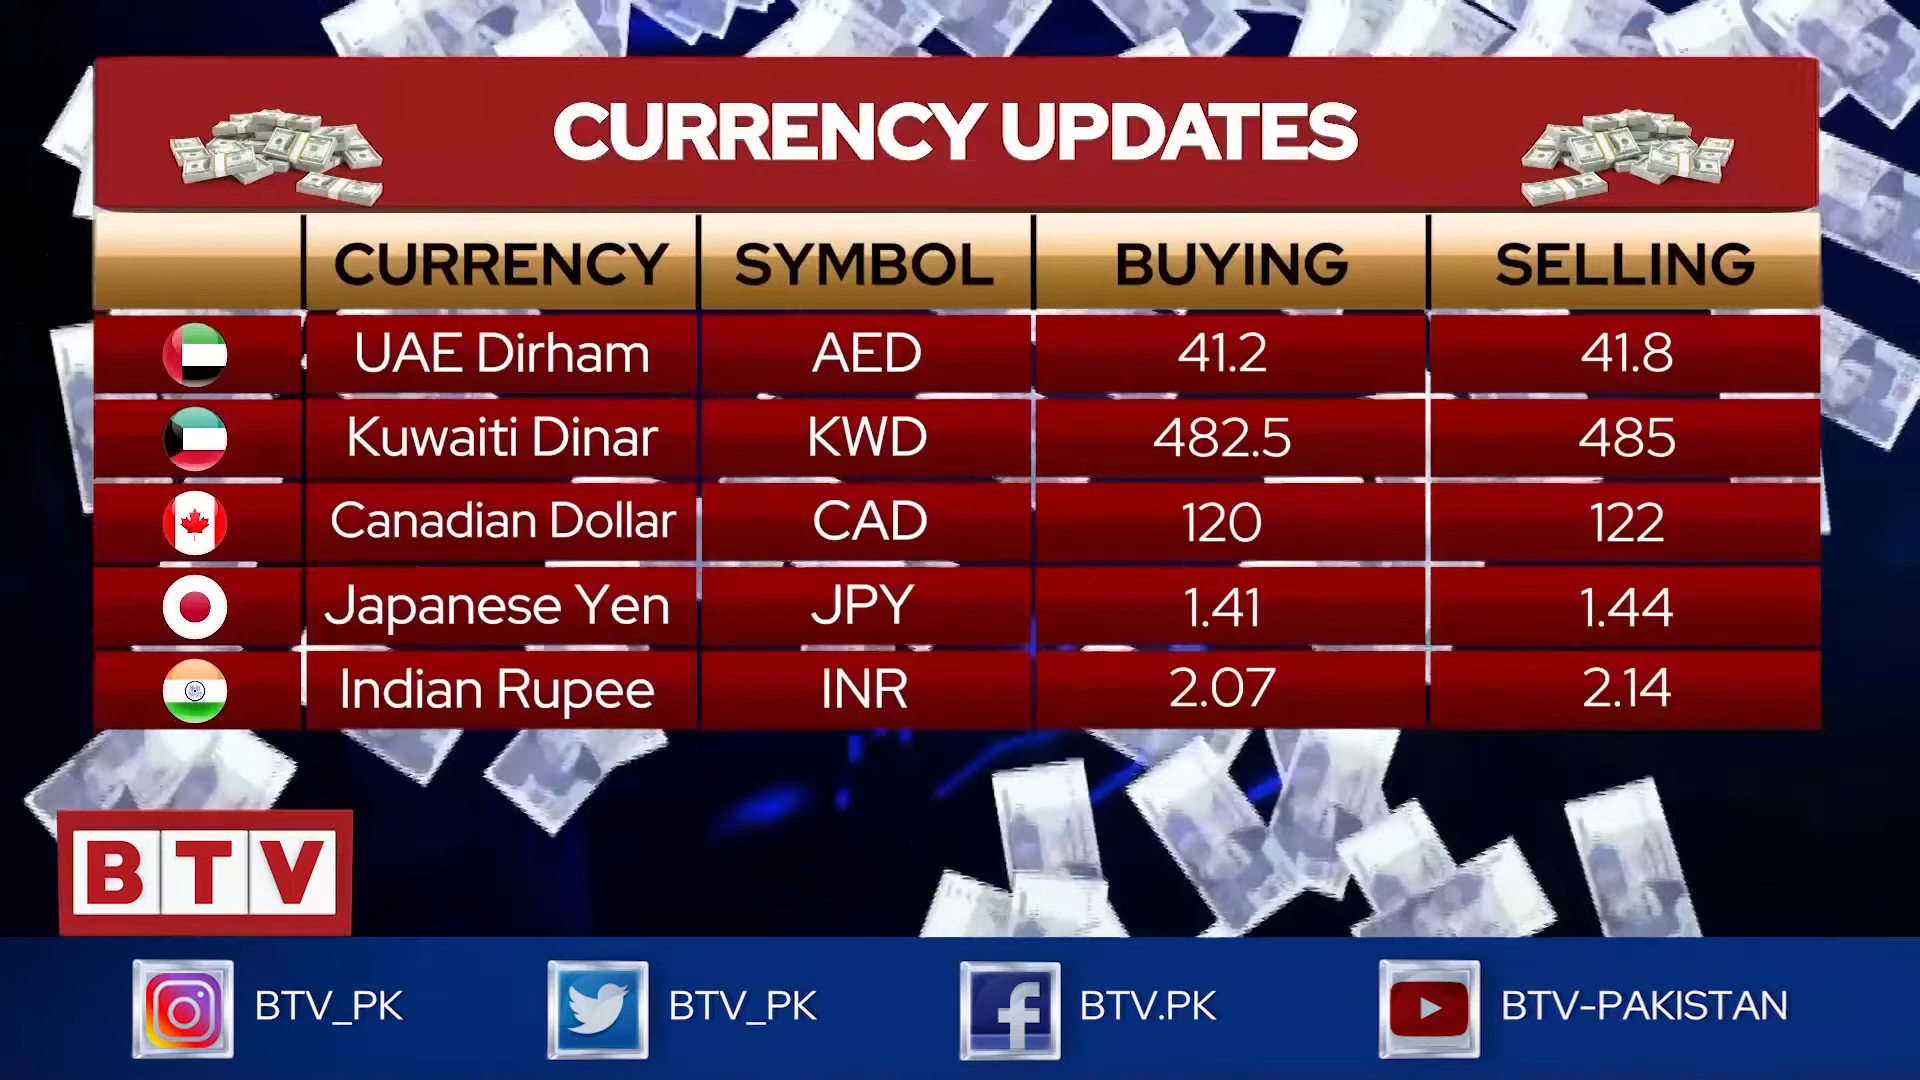 CURRENCY UPDATES
CURRENCY SYMBOL BUYING SELLING
UAE Dirham AED 41.2 41.8
Kuwaiti Dinar KWD 482.5 485
Canadian Dollar CAD 120 122
Japanese Yen JPY 1.41 1.44
Indian Rupee INR 2.07 2.14
BTV
BTV_PK BTV_PK BTV.PK BTV-PAKISTAN